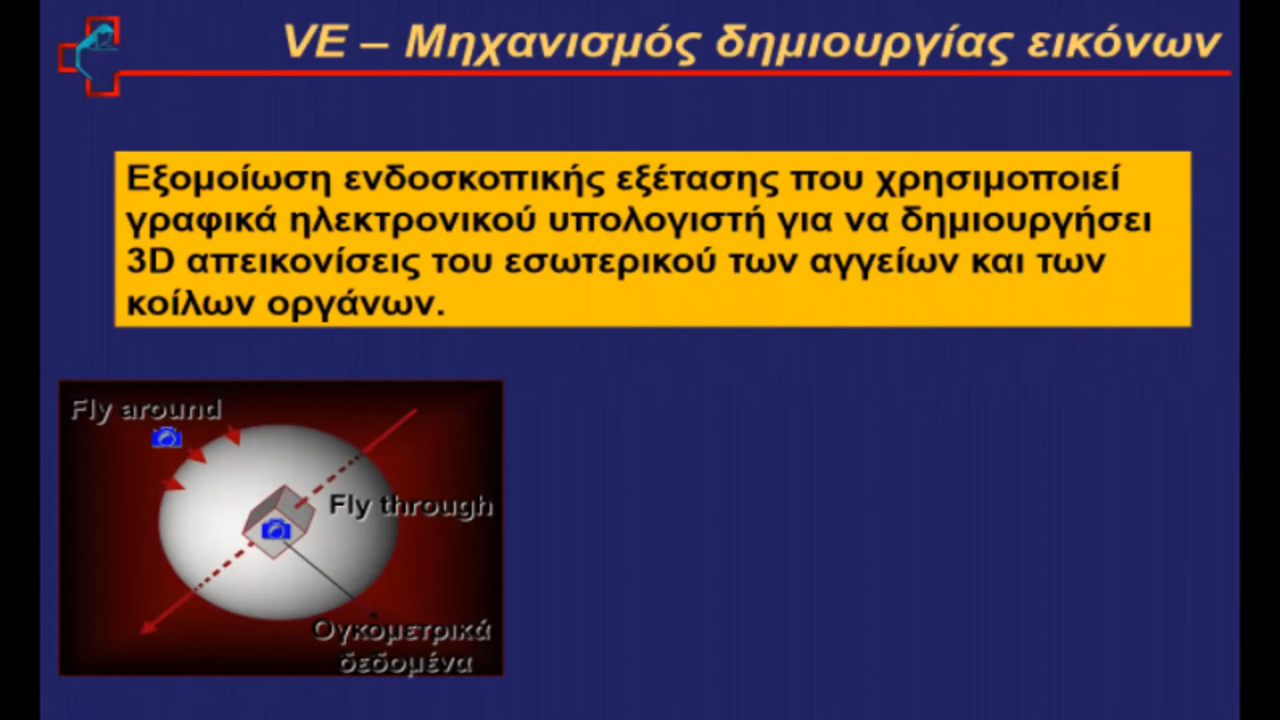 VE – Μηχανισμός δημιουργίας εικόνων
Εξομοίωση ενδοσκοπικής εξέτασης που χρησιμοποιεί
γραφικά ηλεκτρονικού υπολογιστή για να δημιουργήσει
3D απεικονίσεις του εσωτερικού των αγγείων και των
κοίλων οργάνων.
Fly around
Fly through
Ογκομετρικά
δεδομένα